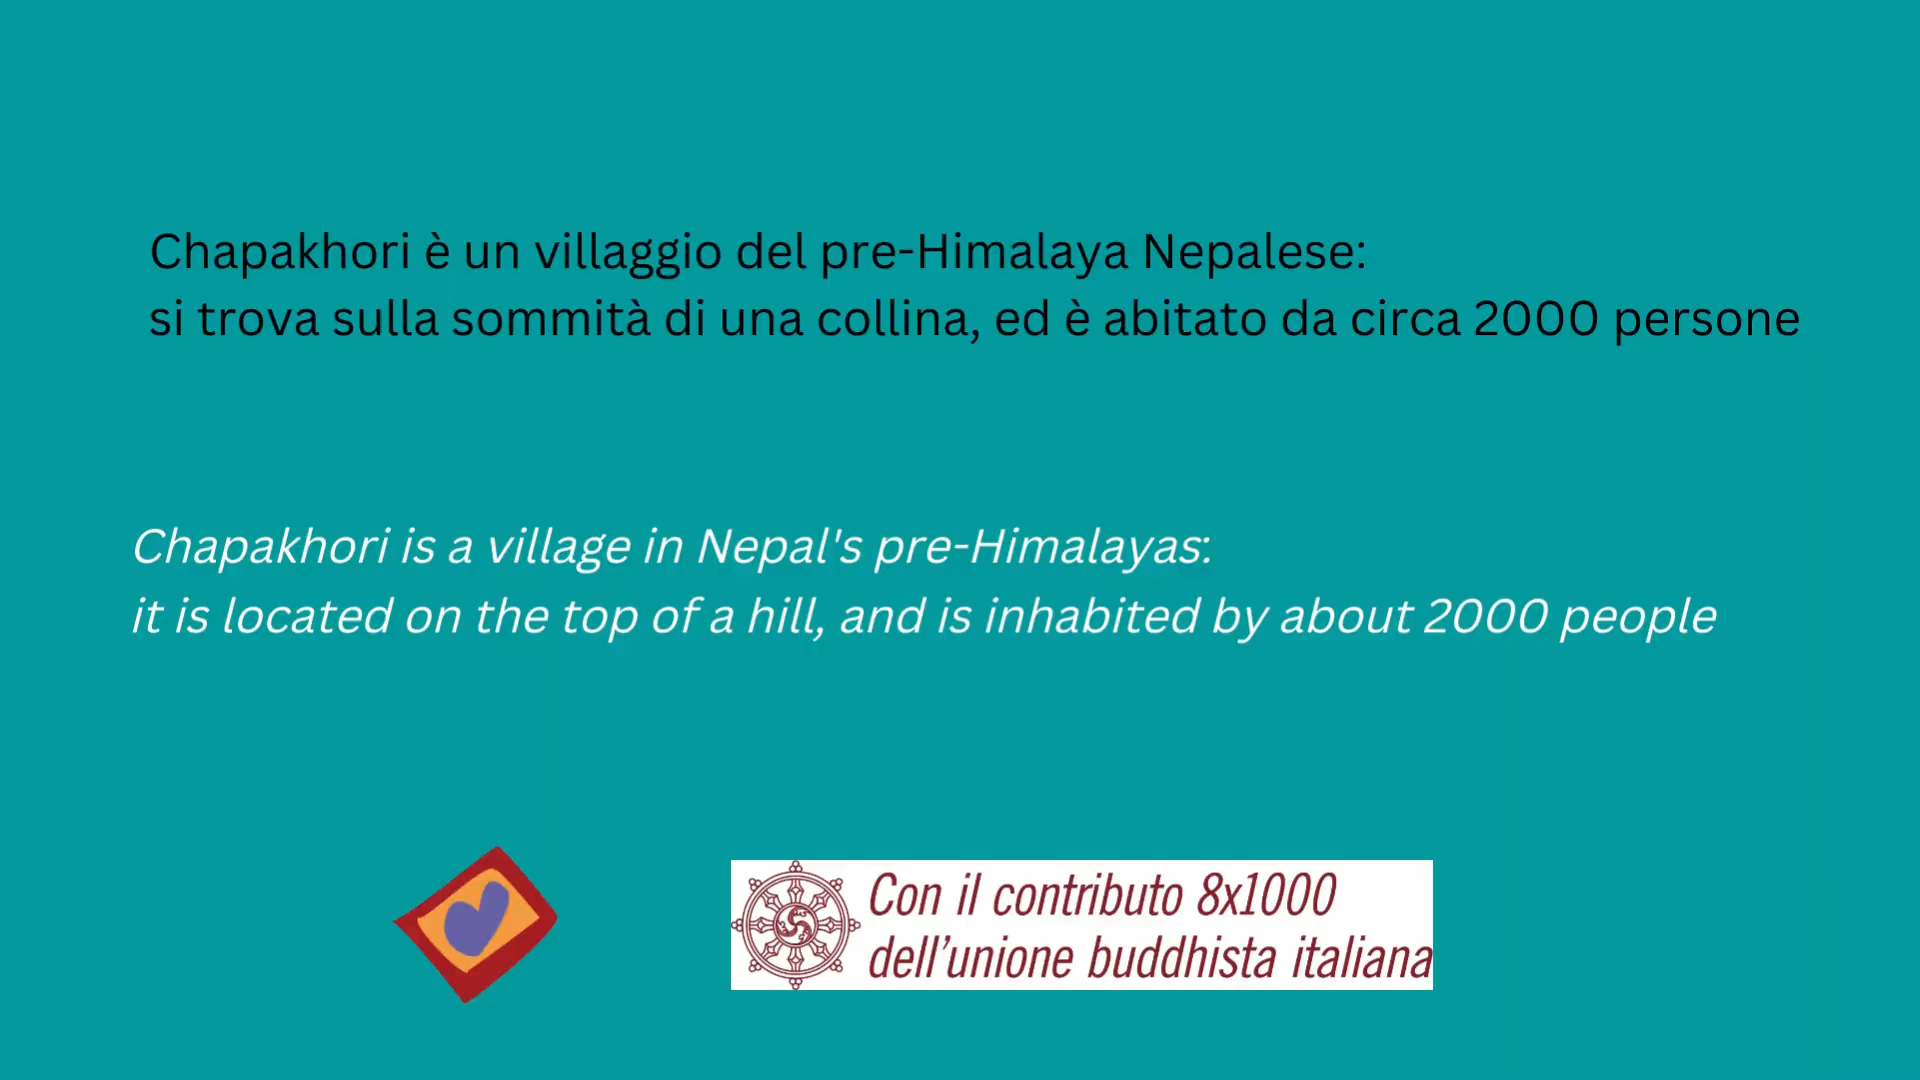 Chapakhori è un villaggio del pre-Himalaya Nepalese:
si trova sulla sommità di una collina, ed è abitato da circa 2000 persone
Chapakhori is a village in Nepal's pre-Himalayas:
it is located on the top of a hill, and is inhabited by about 2000 people
Con il contributo 8x1000
dell'unione buddhista italiana